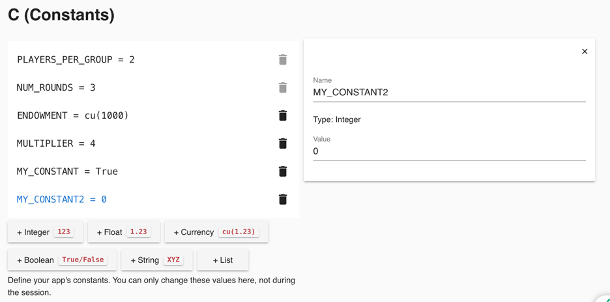 C (Constants)
PLAYERS_PER_GROUP = 2
NUM_ROUNDS = 3
ENDOWMENT = cu(1000)
MULTIPLIER = 4
MY_CONSTANT = True
MY_CONSTANT2 = 0
+ Integer 123
+ Float 1.23
+ Currency cu(1.23)
+ Boolean True/False
+ String XYZ
+ List
Define your app's constants. You can only change these values here, not during
the session.
×
Name
MY_CONSTANT2
Type: Integer
Value
0